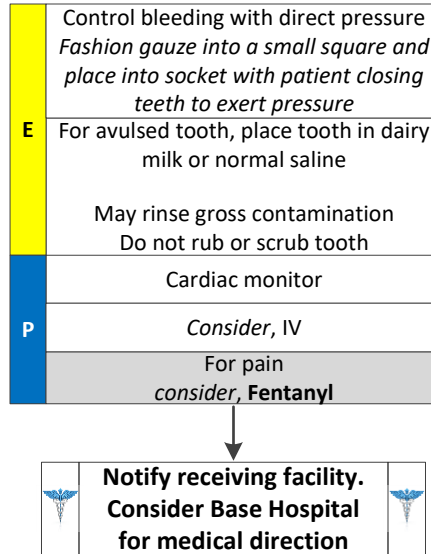 Control bleeding with direct pressure
Fashion gauze into a small square and
place into socket with patient closing
teeth to exert pressure
E
For avulsed tooth, place tooth in dairy
milk or normal saline
May rinse gross contamination
Do not rub or scrub tooth
Cardiac monitor
P
Consider, IV
For pain
consider, Fentanyl
Notify receiving facility.
Consider Base Hospital
for medical direction